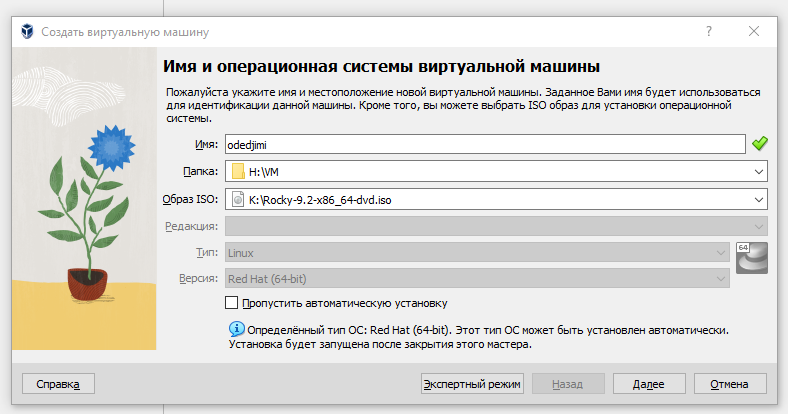 Создать виртуальную машину
Имя и операционная системы виртуальной машины
Пожалуйста укажите имя и местоположение новой виртуальной машины. Заданное Вами имя будет использоваться
для идентификации данной машины. Кроме того, вы можете выбрать ISO образ для установки операционной
системы.
Имя: odedjimi
Папка: H:\VM
Образ ISO: K:\Rocky-9.2-x86_64-dvd.iso
Редакция:
Тип: Linux
64
Версия: Red Hat (64-bit)
Пропустить автоматическую установку
Определённый тип ОС: Red Hat (64-bit). Этот тип ОС может быть установлен автоматически.
Установка будет запущена после закрытия этого мастера.
Справка Экспертный режим Назад Далее Отмена